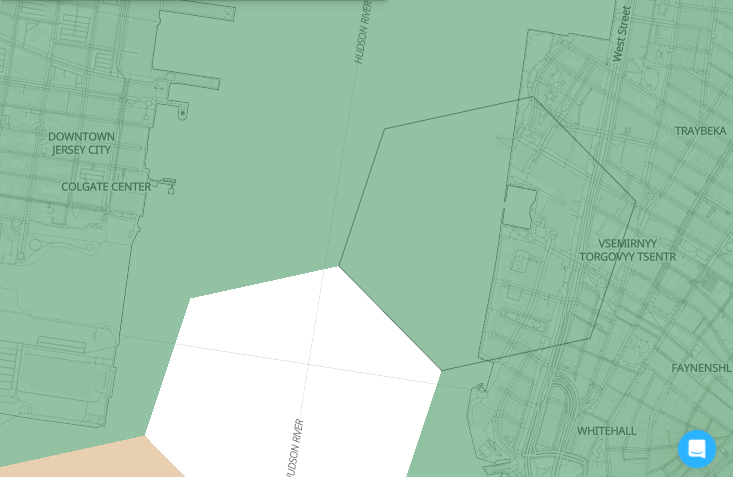 HUDSON RIVER
West Street
DOWNTOWN
JERSEY CITY
TRAYBEKA
COLGATE CENTER
VSEMIRNYY
TORGOVYY TSENTR
FAYNENSHL
WHITEHALL
HUDSON RIVER